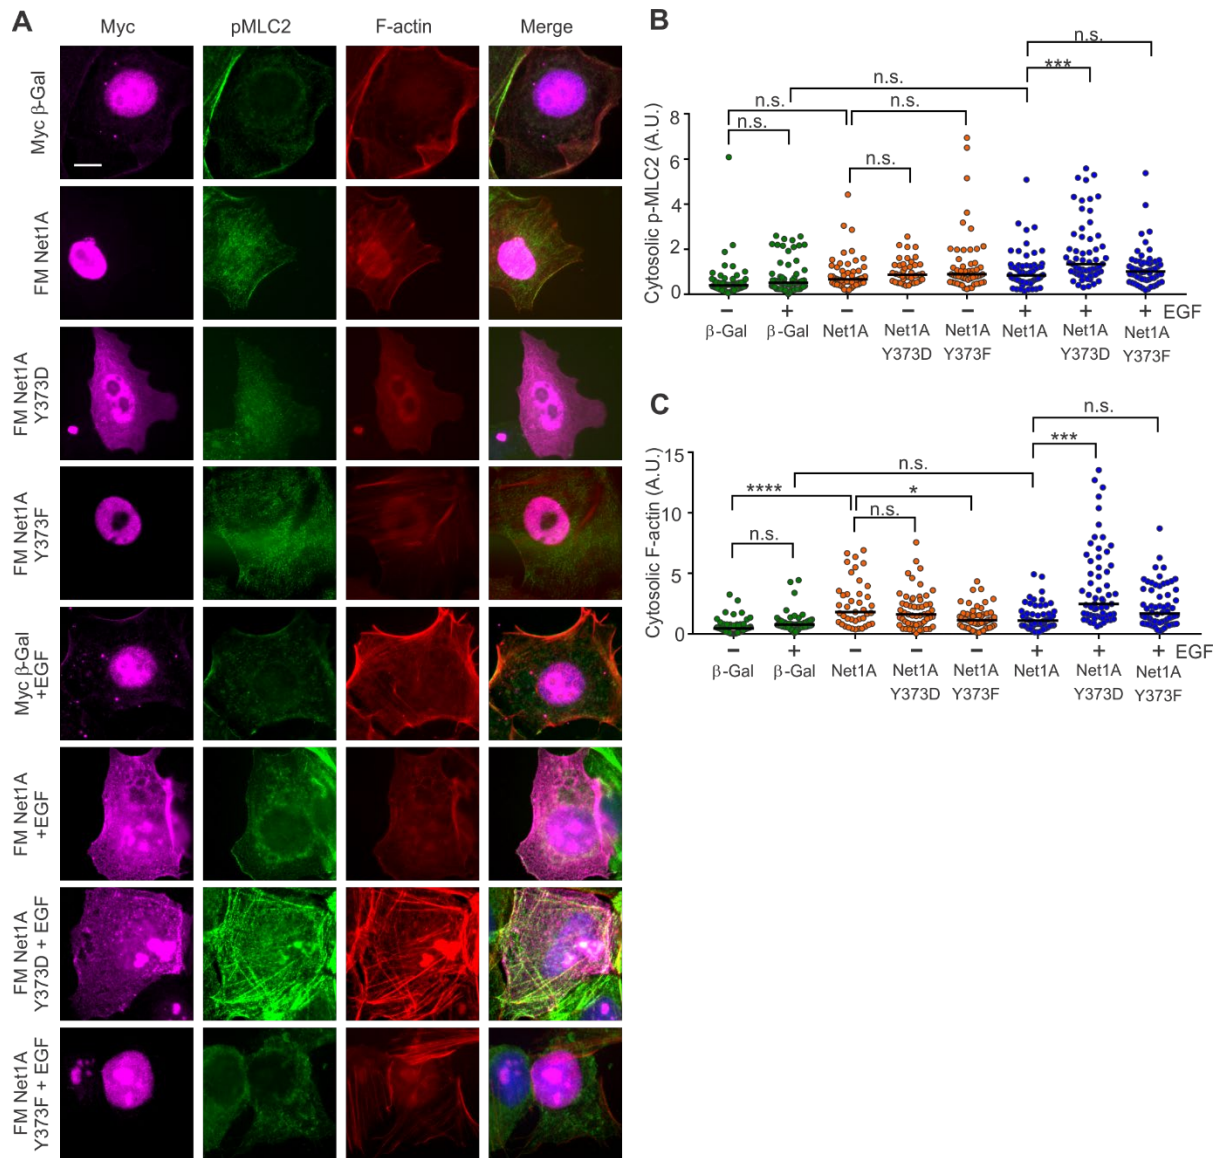 A
Myc
pMLC2
F-actin
Merge
Myc β-Gal
FM Net1A
FM Net1A
Y373D
FM Net1A
Y373F
Myc β-Gal
+EGF
FM Net1A
+EGF
FM Net1A
Y373D + EGF
FM Net1A
Y373F + EGF
B
n.s.
n.s.
***
n.s.
n.s.
n.s.
n.s.
n.s.
Cytosolic p-MLC2 (A.U.)
8
6
4
2
0
− + − − − + + + EGF
β-Gal β-Gal Net1A Net1A Net1A Net1A Net1A Net1A
Y373D Y373F Y373D Y373F
C
n.s.
***
n.s.
****
*
n.s.
n.s.
Cytosolic F-actin (A.U.)
15
10
5
0
− + − − − + + + EGF
β-Gal β-Gal Net1A Net1A Net1A Net1A Net1A Net1A
Y373D Y373F Y373D Y373F